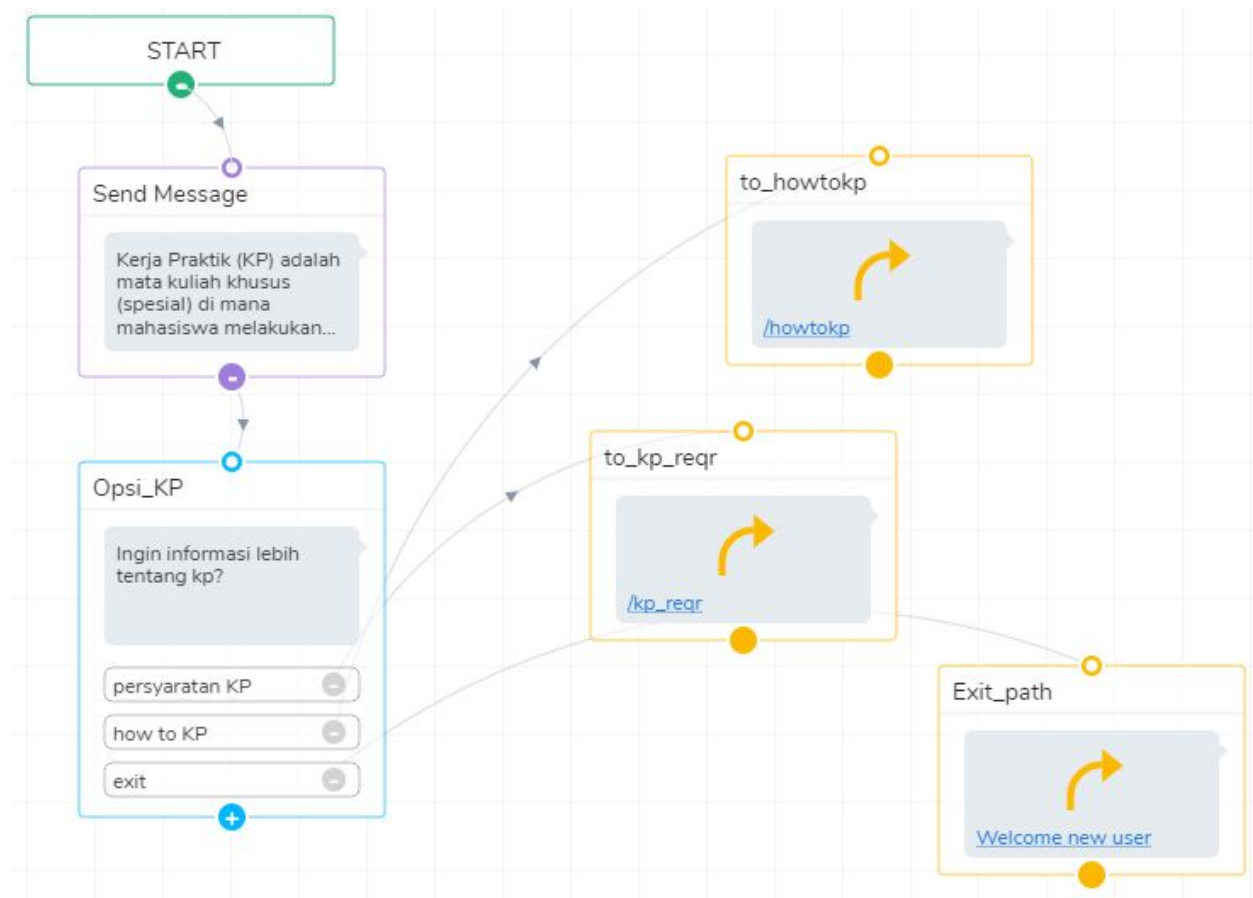 START
Send Message
Kerja Praktik (KP) adalah
mata kuliah khusus
(spesial) di mana
mahasiswa melakukan...
Opsi_KP
Ingin informasi lebih
tentang kp?
persyaratan KP
how to KP
exit
to_howtokp
/howtokp
to_kp_reqr
/kp_reqr
Exit_path
Welcome new user